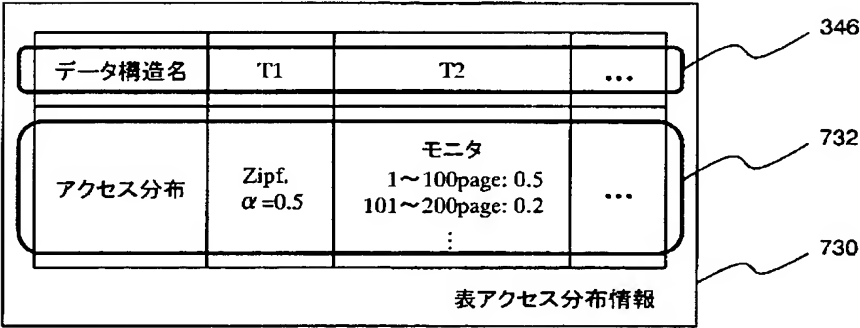 346
データ構造名 T1 T2 …
732
アクセス分布 Zipf, α=0.5 モニタ …
1～100page: 0.5
101～200page: 0.2
⋮
730
表アクセス分布情報